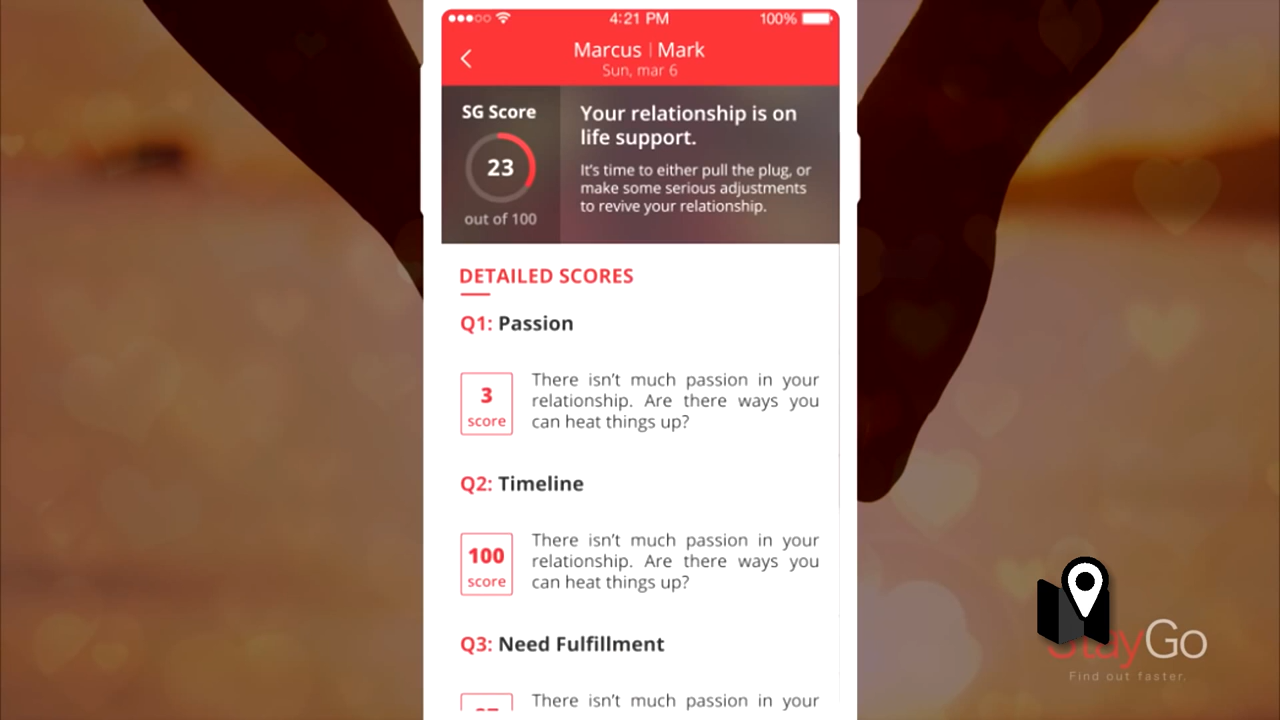 4:21 PM
100%
Marcus | Mark
Sun, mar 6
SG Score
23
out of 100
Your relationship is on
life support.
It's time to either pull the plug, or
make some serious adjustments
to revive your relationship.
DETAILED SCORES
Q1: Passion
3
score
There isn't much passion in your
relationship. Are there ways you
can heat things up?
Q2: Timeline
100
score
There isn't much passion in your
relationship. Are there ways you
can heat things up?
Q3: Need Fulfillment
There isn't much passion in your
StayGo
Find out faster.